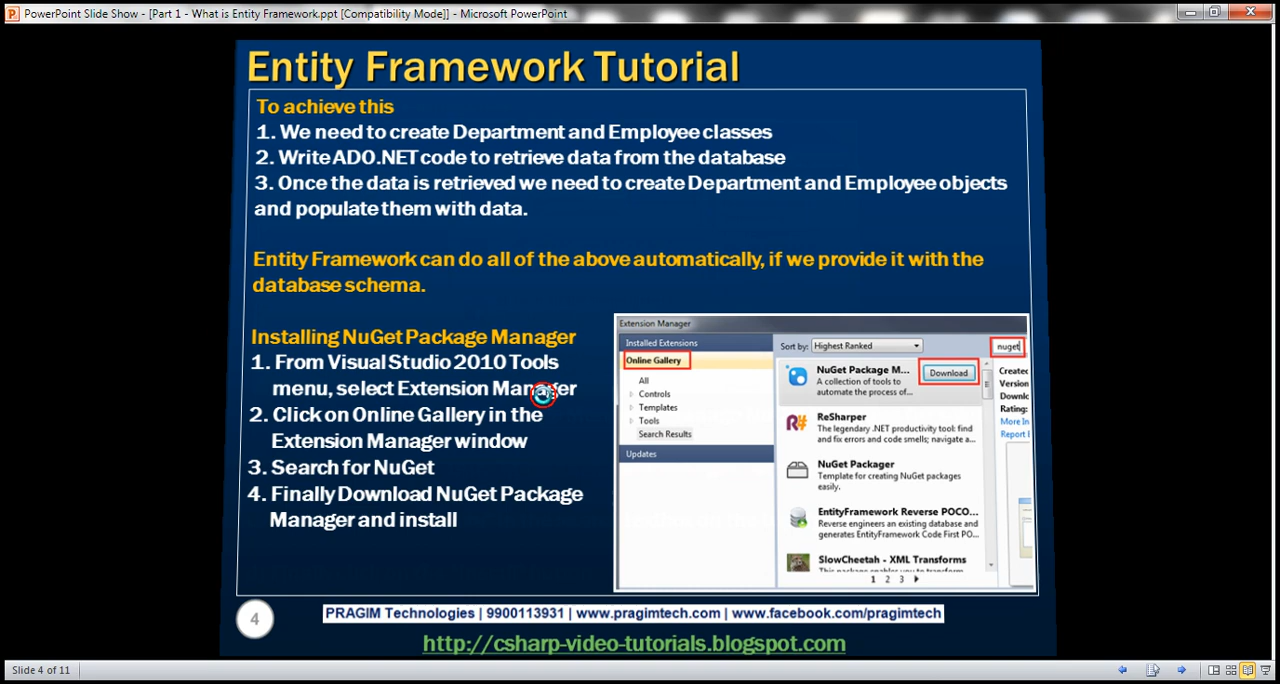 PowerPoint Slide Show - [Part 1 - What is Entity Framework.ppt [Compatibility Mode]] - Microsoft PowerPoint
Entity Framework Tutorial
To achieve this
1. We need to create Department and Employee classes
2. Write ADO.NET code to retrieve data from the database
3. Once the data is retrieved we need to create Department and Employee objects
and populate them with data.
Entity Framework can do all of the above automatically, if we provide it with the
database schema.
Installing NuGet Package Manager
1. From Visual Studio 2010 Tools
menu, select Extension Manager
2. Click on Online Gallery in the
Extension Manager window
3. Search for NuGet
4. Finally Download NuGet Package
Manager and install
Extension Manager
Installed Extensions
Online Gallery
All
Controls
Templates
Tools
Search Results
Updates
Sort by: Highest Ranked
nuget
NuGet Package M...
Download
A collection of tools to
automate the process of...
ReSharper
The legendary .NET productivity tool: find
and fix errors and code smells; navigate a...
NuGet Packager
Template for creating NuGet packages
easily.
EntityFramework Reverse POCO...
Reverse engineers an existing database and
generates EntityFramework Code First PO...
SlowCheetah - XML Transforms
This package enables you to transform
1 2 3
Create
Version
Downlo
Rating:
More In
Report
4
PRAGIM Technologies | 9900113931 | www.pragimtech.com | www.facebook.com/pragimtech
http://csharp-video-tutorials.blogspot.com
Slide 4 of 11